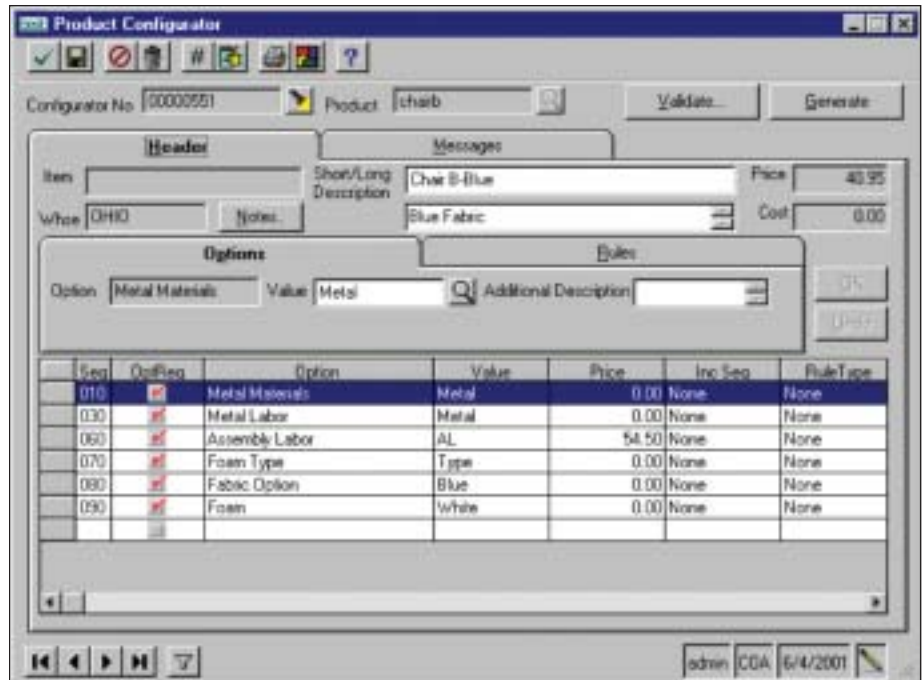 Product Configurator
#
?
Configurator No 00000551 Product chairb Validate... Generate
Header Messages
Item Short/Long Description Chair B-Blue Price 40.95
Whse OHIO Notes... Blue Fabric Cost 0.00
Options Rules
Option Metal Materials Value Metal Additional Description OK
Undo
Seq OptReq Option Value Price Inc Seq RuleType
010 Metal Materials Metal 0.00 None None
030 Metal Labor Metal 0.00 None None
060 Assembly Labor AL 54.50 None None
070 Foam Type Type 0.00 None None
080 Fabric Option Blue 0.00 None None
090 Foam White 0.00 None None
admin COA 6/4/2001